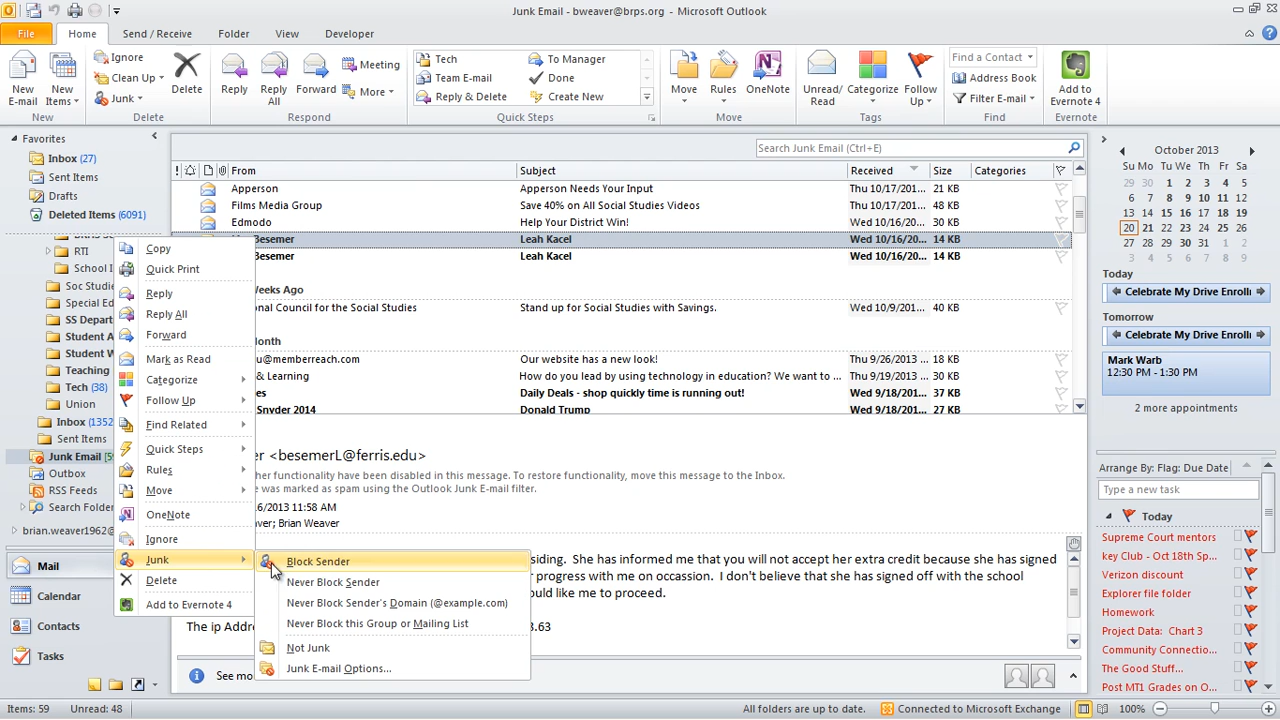 Junk Email - bweaver@brps.org - Microsoft Outlook
File Home Send / Receive Folder View Developer
New E-mail
New Items
Ignore
Clean Up
Junk
Delete
Reply
Reply All
Forward
Meeting
More
Tech
Team E-mail
Reply & Delete
To Manager
Done
Create New
Move
Rules
OneNote
Unread/ Read
Categorize
Follow Up
Find a Contact
Address Book
Filter E-mail
Add to Evernote 4
New Delete Respond Quick Steps Move Tags Find Evernote
Favorites
Inbox (27)
Sent Items
Drafts
Deleted Items (6091)
RTI
School I
Soc Studies
Special Ed
SS Depart
Student A
Student W
Teaching
Tech (38)
Union
Inbox (1352
Sent Items
Junk Email [59
Outbox
RSS Feeds
Search Folder
brian.weaver1962@
Mail
Calendar
Contacts
Tasks
Copy
Quick Print
Reply
Reply All
Forward
Mark as Read
Categorize
Follow Up
Find Related
Quick Steps
Rules
Move
OneNote
Ignore
Junk
Delete
Add to Evernote 4
Block Sender
Never Block Sender
Never Block Sender's Domain (@example.com)
Never Block this Group or Mailing List
Not Junk
Junk E-mail Options...
Search Junk Email (Ctrl+E)
From Subject Received Size Categories
Apperson Apperson Needs Your Input Thu 10/17/201... 21 KB
Films Media Group Save 40% on All Social Studies Videos Thu 10/17/201... 48 KB
Edmodo Help Your District Win! Wed 10/16/20... 40 KB
Besemer Leah Kacel Wed 10/16/20... 14 KB
Besemer Leah Kacel Wed 10/16/20... 14 KB
Weeks Ago
onal Council for the Social Studies Stand up for Social Studies with Savings. Wed 10/9/201... 40 KB
Month
u@memberreach.com Our website has a new look! Thu 9/26/2013 ... 18 KB
& Learning How do you lead by using technology in education? We want to ... Thu 9/19/2013 ... 30 KB
es Daily Deals - shop quickly time is running out! Wed 9/18/201... 37 KB
Snyder 2014 Donald Trump Wed 9/18/201... 27 KB
er <besemerL@ferris.edu>
her functionality have been disabled in this message. To restore functionality, move this message to the Inbox.
e was marked as spam using the Outlook Junk E-mail filter.
16/2013 11:58 AM
aver; Brian Weaver
siding. She has informed me that you will not accept her extra credit because she has signed
r progress with me on occassion. I don't believe that she has signed off with the school
ould like me to proceed.
The ip Addre
3.63
See mo
October 2013
Su Mo Tu We Th Fr Sa
29 30 1 2 3 4 5
6 7 8 9 10 11 12
13 14 15 16 17 18 19
20 21 22 23 24 25 26
27 28 29 30 31 1 2
3 4 5 6 7 8 9
Today
Celebrate My Drive Enrolli
Tomorrow
Celebrate My Drive Enrolli
Mark Warb
12:30 PM - 1:30 PM
2 more appointments
Arrange By: Flag: Due Date
Type a new task
Today
Supreme Court mentors
key Club - Oct 18th Sp...
Verizon discount
Explorer file folder
Homework
Project Data: Chart 3
Community Connectio...
The Good Stuff...
Post MT1 Grades on O...
Items: 59 Unread: 48 All folders are up to date. Connected to Microsoft Exchange 100%